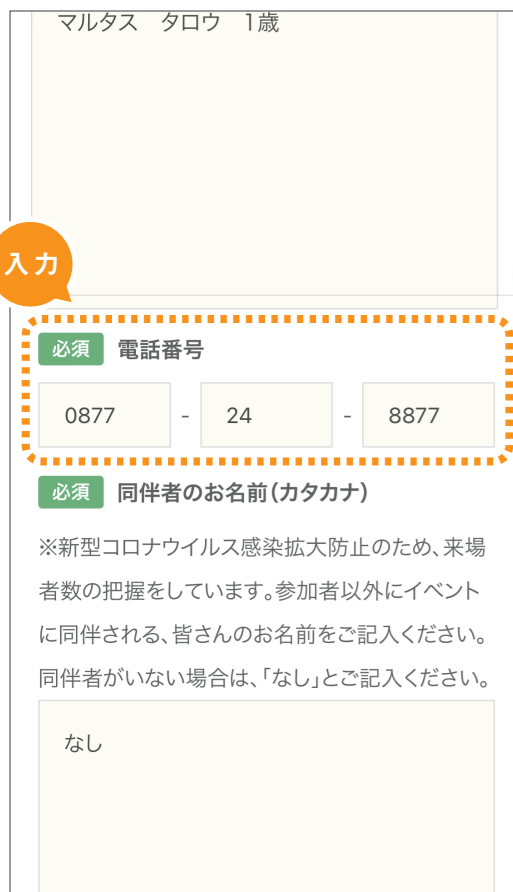 マルタス　タロウ　1歳
入力
必須 電話番号
0877 - 24 - 8877
必須 同伴者のお名前(カタカナ)
※新型コロナウイルス感染拡大防止のため、来場
者数の把握をしています。参加者以外にイベント
に同伴される、皆さんのお名前をご記入ください。
同伴者がいない場合は、「なし」とご記入ください。
なし